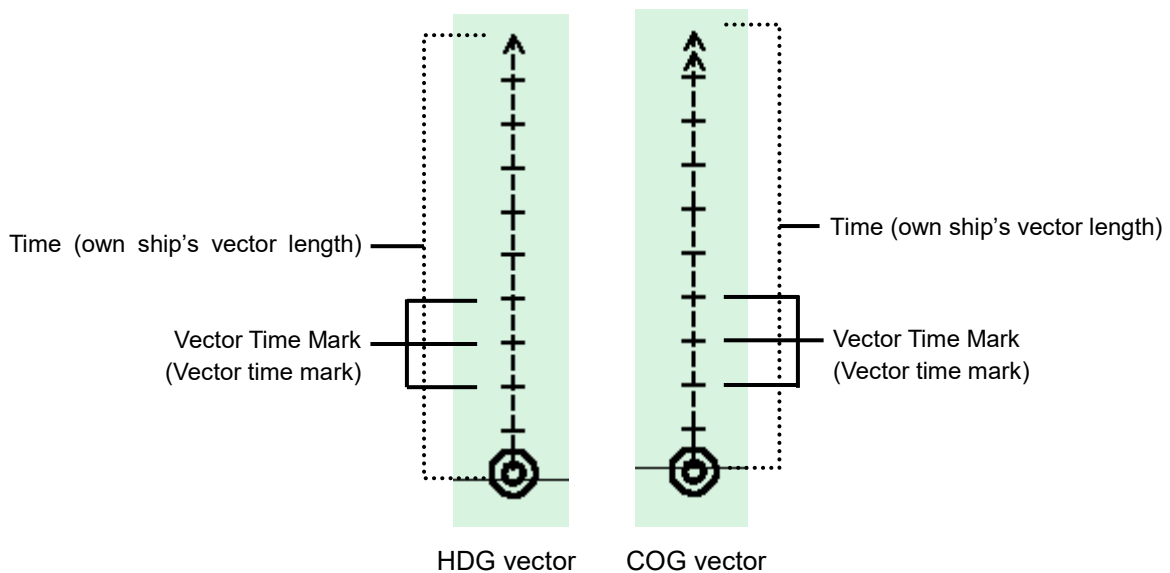 Time (own ship's vector length)
Vector Time Mark
(Vector time mark)
HDG vector
Time (own ship's vector length)
Vector Time Mark
(Vector time mark)
COG vector